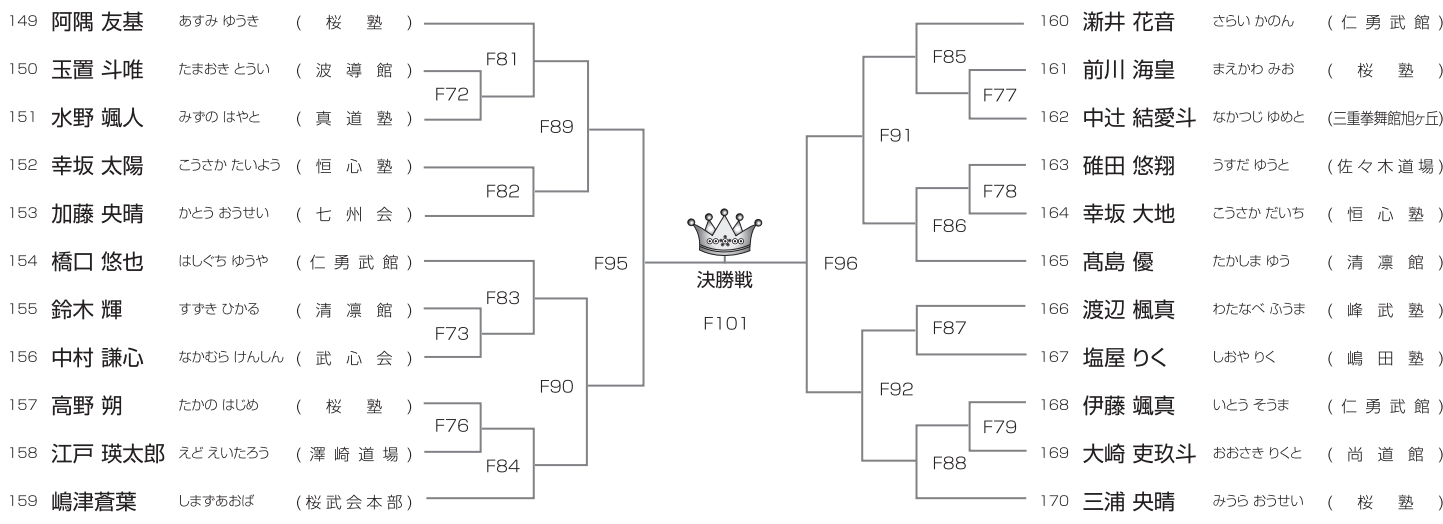 149 阿隅 友基 あすみ ゆうき (桜塾)
150 玉置 斗唯 たまおき とうい (波導館)
151 水野 颯人 みずの はやと (真道塾)
152 幸坂 太陽 こうさか たいよう (恒心塾)
153 加藤 央晴 かとう おうせい (七州会)
154 橋口 悠也 はしぐち ゆうや (仁勇武館)
155 鈴木 輝 すずき ひかる (清凛館)
156 中村 謙心 なかむら けんしん (武心会)
157 高野 朔 たかの はじめ (桜塾)
158 江戸 瑛太郎 えど えいたろう (澤崎道場)
159 嶋津蒼葉 しまずあおば (桜武会本部)
F81
F72
F89
F82
F95
F83
F73
F90
F76
F84
決勝戦
F101
F85
F77
F91
F78
F86
F96
F87
F92
F79
F88
160 漸井 花音 さらい かのん (仁勇武館)
161 前川 海皇 まえかわ みお (桜塾)
162 中辻 結愛斗 なかつじ ゆめと (三重拳舞館旭ヶ丘)
163 碓田 悠翔 うすだ ゆうと (佐々木道場)
164 幸坂 大地 こうさか だいち (恒心塾)
165 髙島 優 たかしま ゆう (清凛館)
166 渡辺 楓真 わたなべ ふうま (峰武塾)
167 塩屋 りく しおや りく (嶋田塾)
168 伊藤 颯真 いとう そうま (仁勇武館)
169 大崎 吏玖斗 おおさき りくと (尚道館)
170 三浦 央晴 みうら おうせい (桜塾)